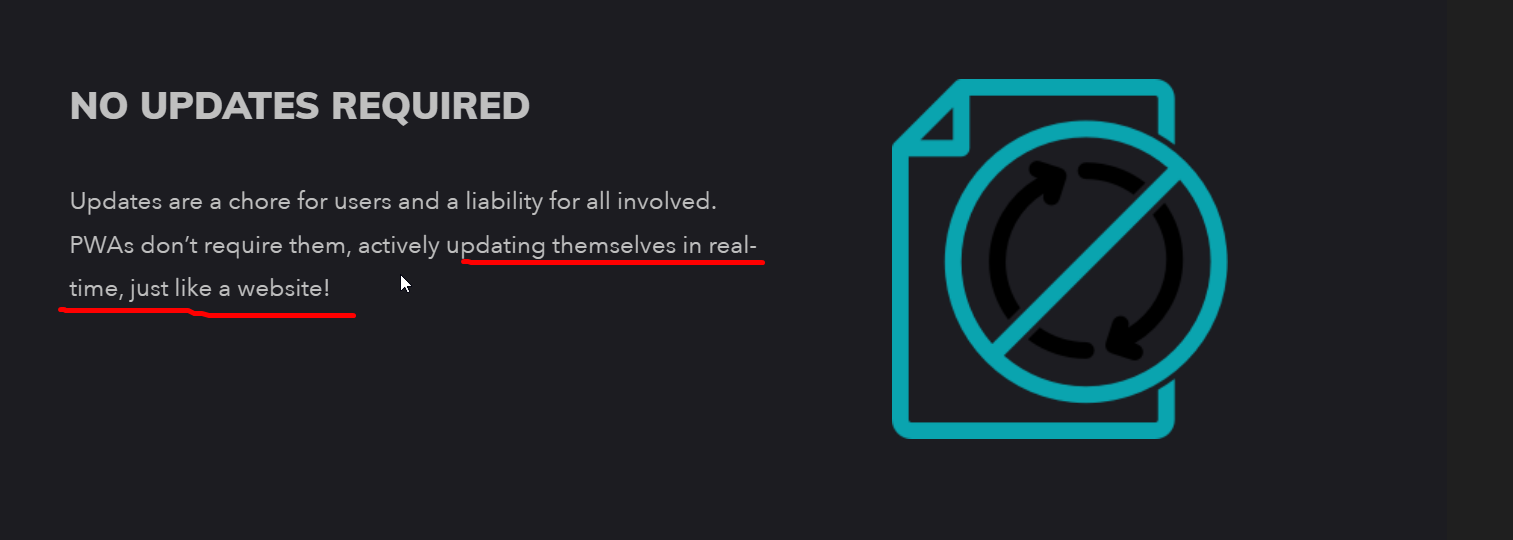 NO UPDATES REQUIRED
Updates are a chore for users and a liability for all involved.
PWAs don’t require them, actively updating themselves in real-
time, just like a website!